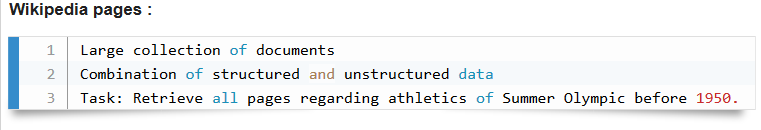 Wikipedia pages :
1 Large collection of documents
2 Combination of structured and unstructured data
3 Task: Retrieve all pages regarding athletics of Summer Olympic before 1950.